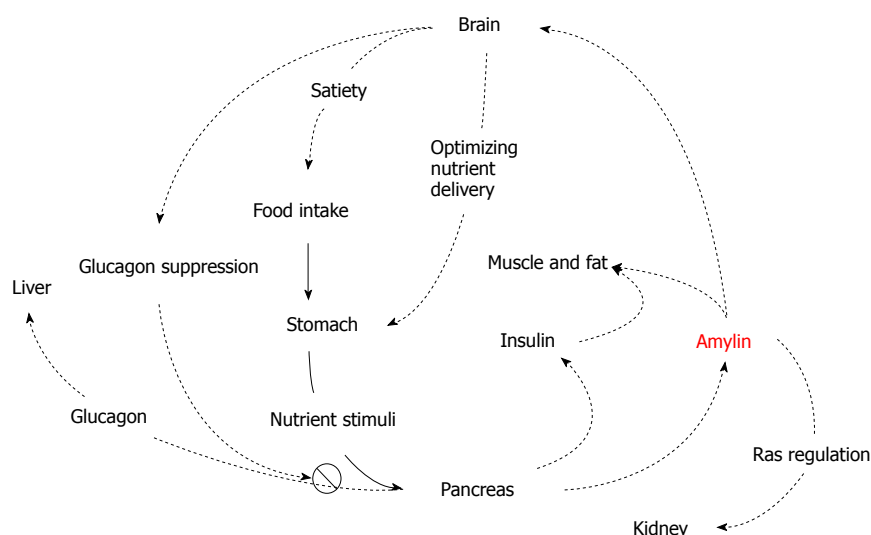 Brain
Satiety
Optimizing
nutrient
delivery
Food intake
Glucagon suppression
Muscle and fat
Liver
Stomach
Insulin
Amylin
Glucagon
Nutrient stimuli
Ras regulation
Pancreas
Kidney